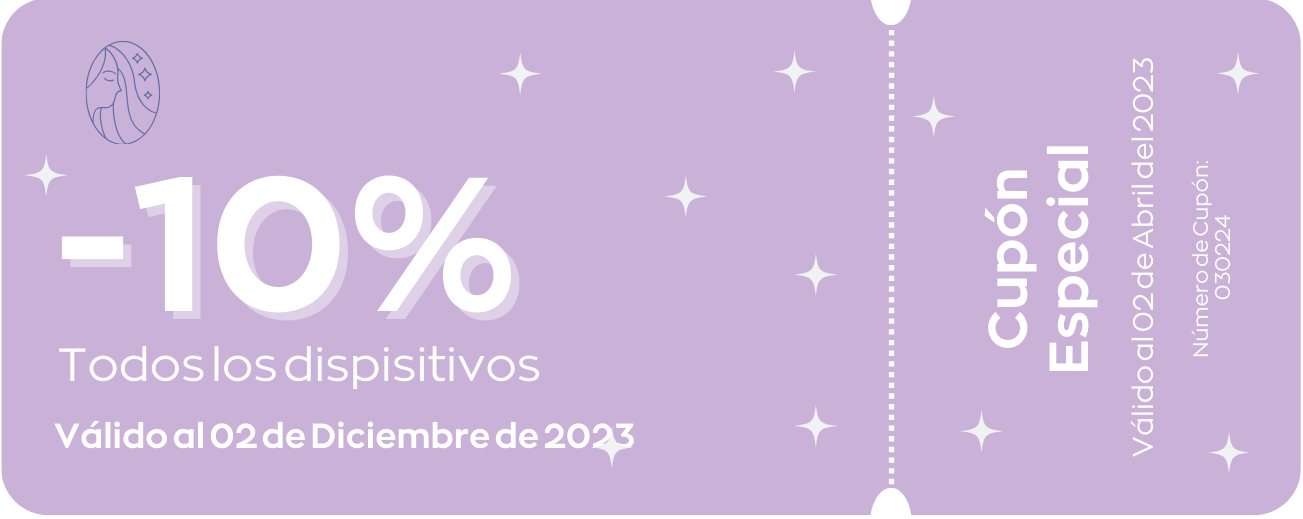 -10%
Todos los dispisitivos
Válido al 02 de Diciembre de 2023
Cupón
Especial
Válido al 02 de Abril del 2023
Número de Cupón:
030224